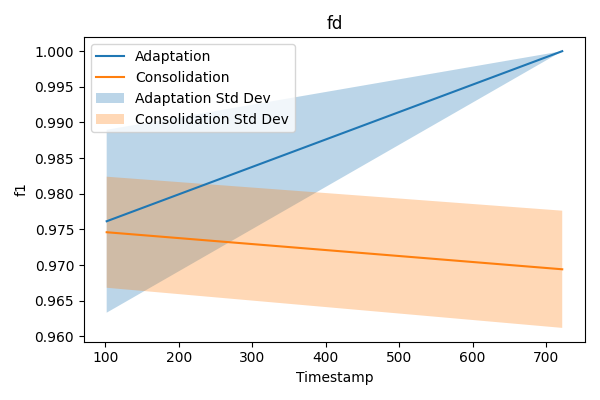 fd
1.000
0.995
0.990
0.985
0.980
0.975
0.970
0.965
0.960
f1
Adaptation
Consolidation
Adaptation Std Dev
Consolidation Std Dev
100 200 300 400 500 600 700
Timestamp